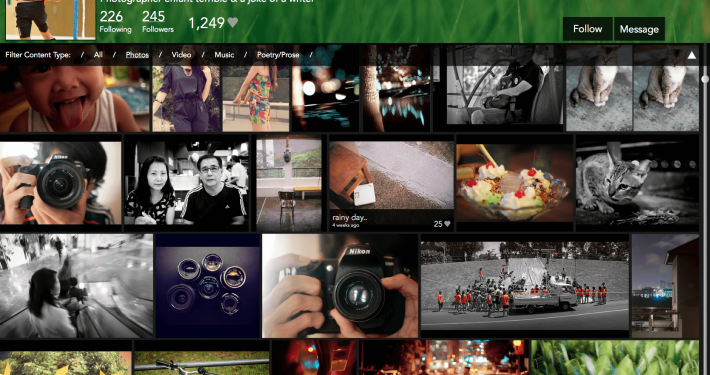 Photographer enfant terrible & a joke of a writer
226 245 1,249
Following Followers
Follow Message
Filter Content Type: / All / Photos / Video / Music / Poetry/Prose /
Nikon
rainy day..
4 weeks ago 25
Nikon